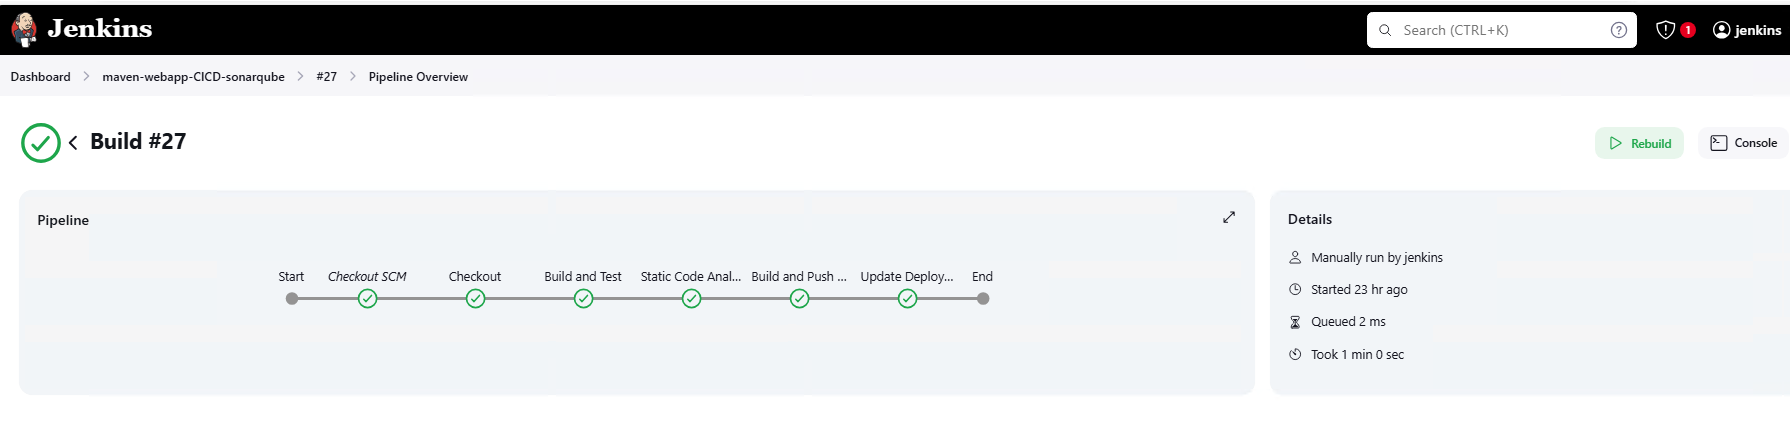 Jenkins
Search (CTRL+K)
?
1
jenkins
Dashboard > maven-webapp-CICD-sonarqube > #27 > Pipeline Overview
Build #27
Rebuild
Console
Pipeline
Start Checkout SCM Checkout Build and Test Static Code Anal... Build and Push ... Update Deploy... End
Details
Manually run by jenkins
Started 23 hr ago
Queued 2 ms
Took 1 min 0 sec